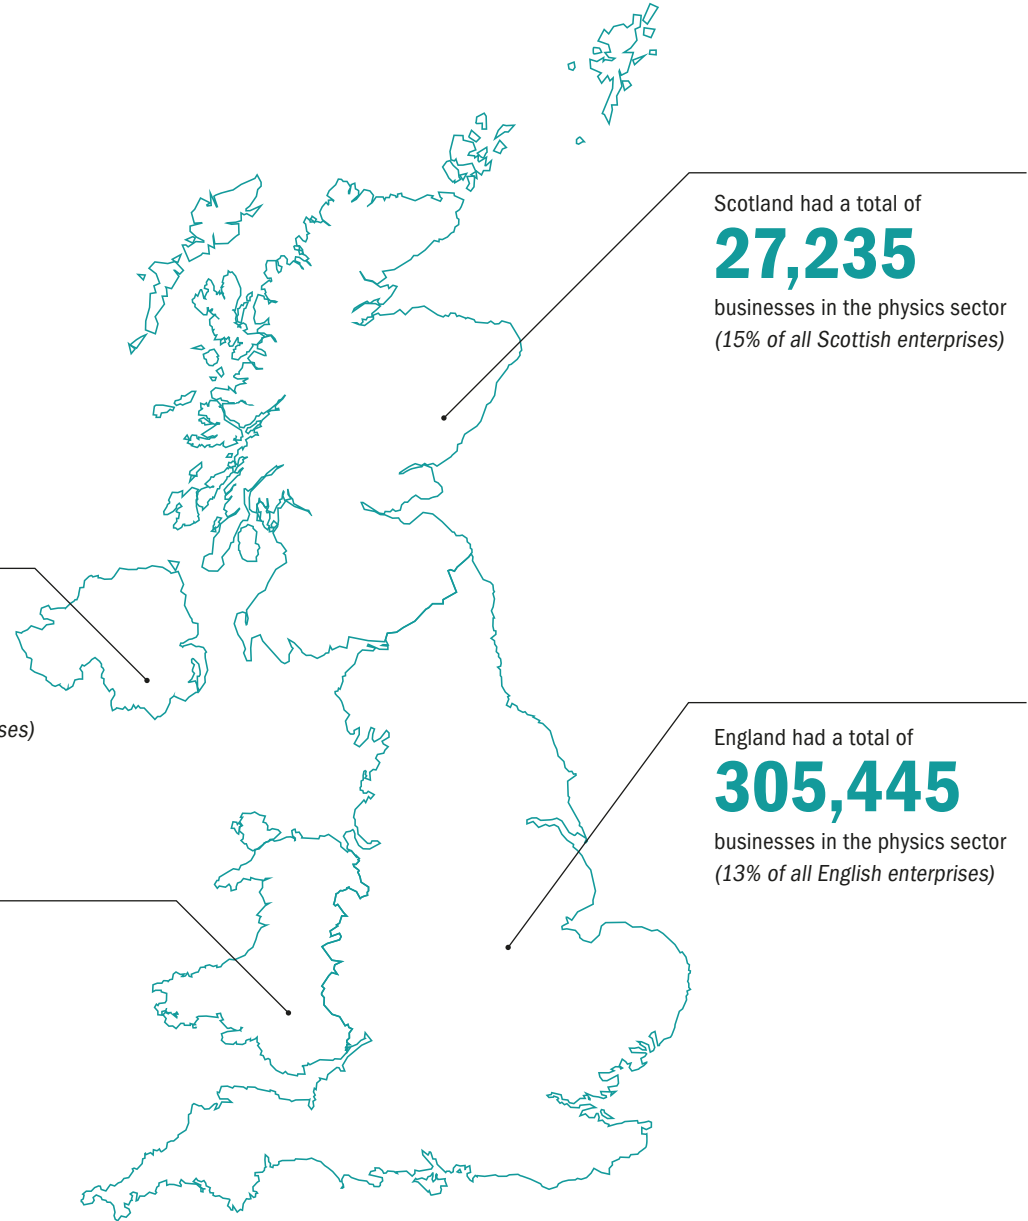 Scotland had a total of
27,235
businesses in the physics sector
(15% of all Scottish enterprises)
ses)
England had a total of
305,445
businesses in the physics sector
(13% of all English enterprises)